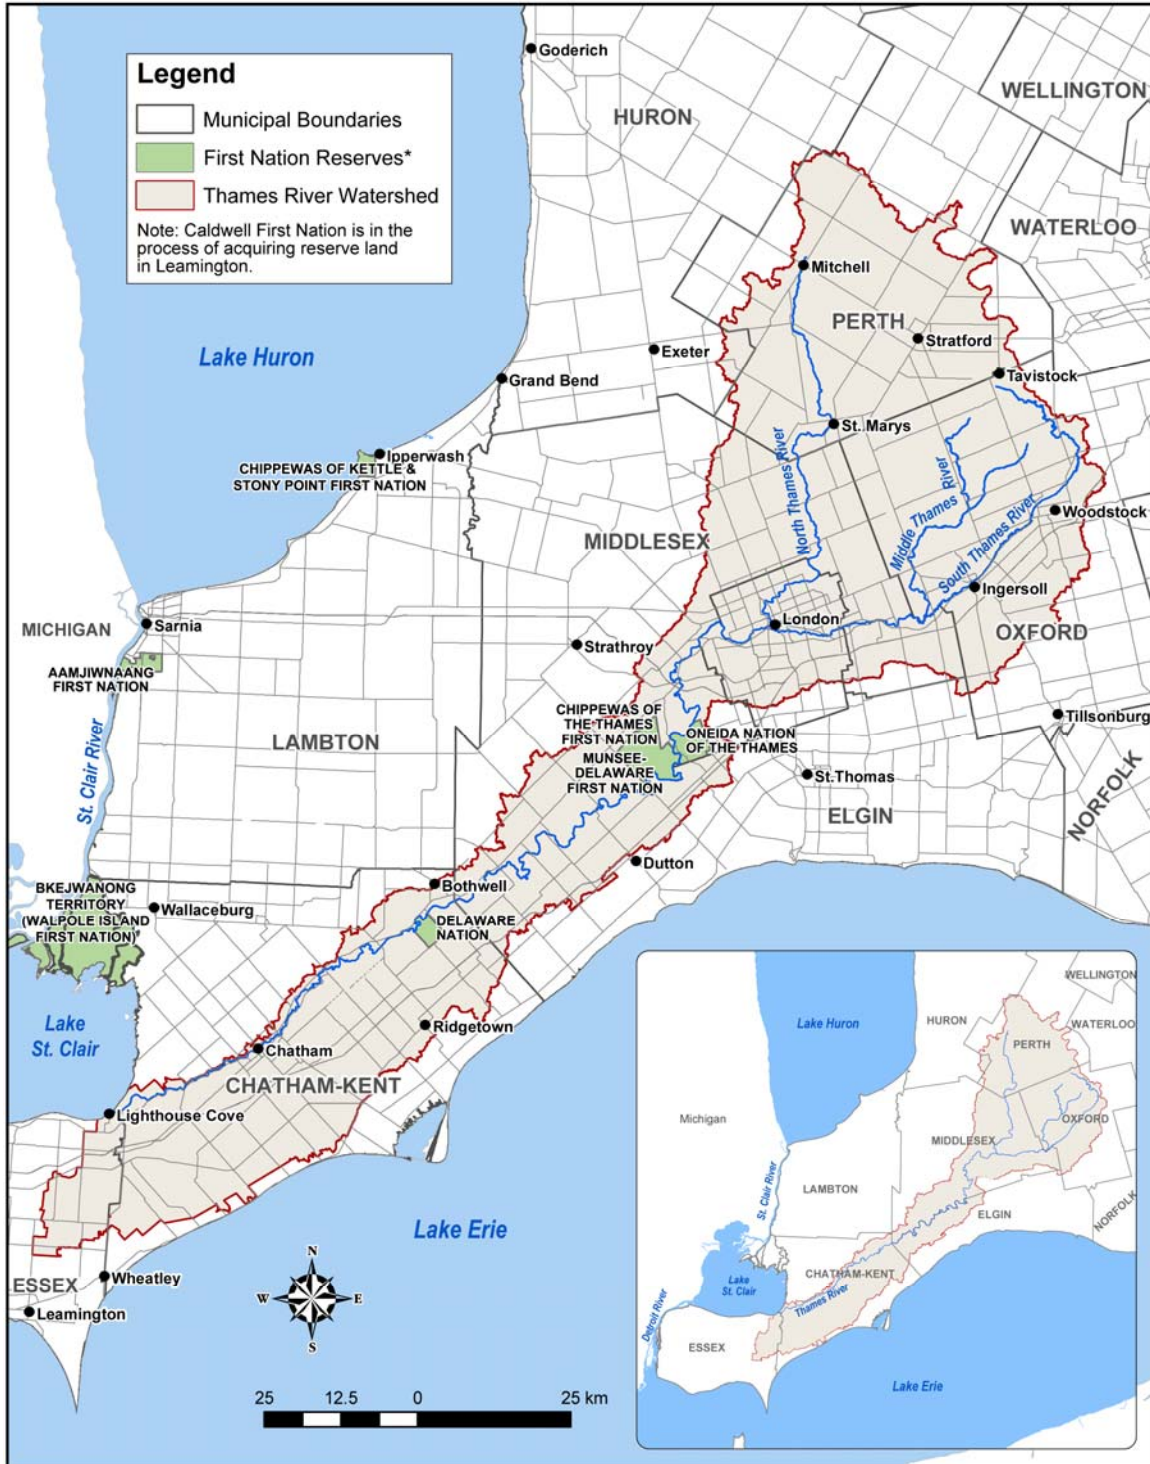 Legend
Municipal Boundaries
First Nation Reserves*
Thames River Watershed
Note: Caldwell First Nation is in the
process of acquiring reserve land
in Leamington.
Goderich
HURON
WELLINGTON
WATERLOO
Mitchell
PERTH
Stratford
Lake Huron
Exeter
Tavistock
Grand Bend
St. Marys
Ipperwash
CHIPPEWAS OF KETTLE &
STONY POINT FIRST NATION
North Thames River
Middle Thames River
South Thames River
Woodstock
MIDDLESEX
Ingersoll
MICHIGAN
Sarnia
London
OXFORD
Strathroy
AAMJIWNAANG
FIRST NATION
CHIPPEWAS OF
THE THAMES
FIRST NATION
ONEIDA NATION
OF THE THAMES
Tillsonburg
St. Clair River
LAMBTON
MUNSEE-
DELAWARE
FIRST NATION
St.Thomas
NORFOLK
ELGIN
Dutton
Bothwell
BKEJWANONG
TERRITORY
(WALPOLE ISLAND
FIRST NATION)
Wallaceburg
DELAWARE
NATION
Lake
St. Clair
Ridgetown
Chatham
CHATHAM-KENT
Lighthouse Cove
Lake Erie
Wheatley
ESSEX
Leamington
N
W
E
S
25
12.5
0
25 km
WELLINGTON
Lake Huron
HURON
WATERLOO
PERTH
Michigan
OXFORD
MIDDLESEX
St. Clair River
LAMBTON
ELGIN
NORFOLK
CHATHAM-KENT
Lake
St. Clair
Thames River
Detroit River
ESSEX
Lake Erie